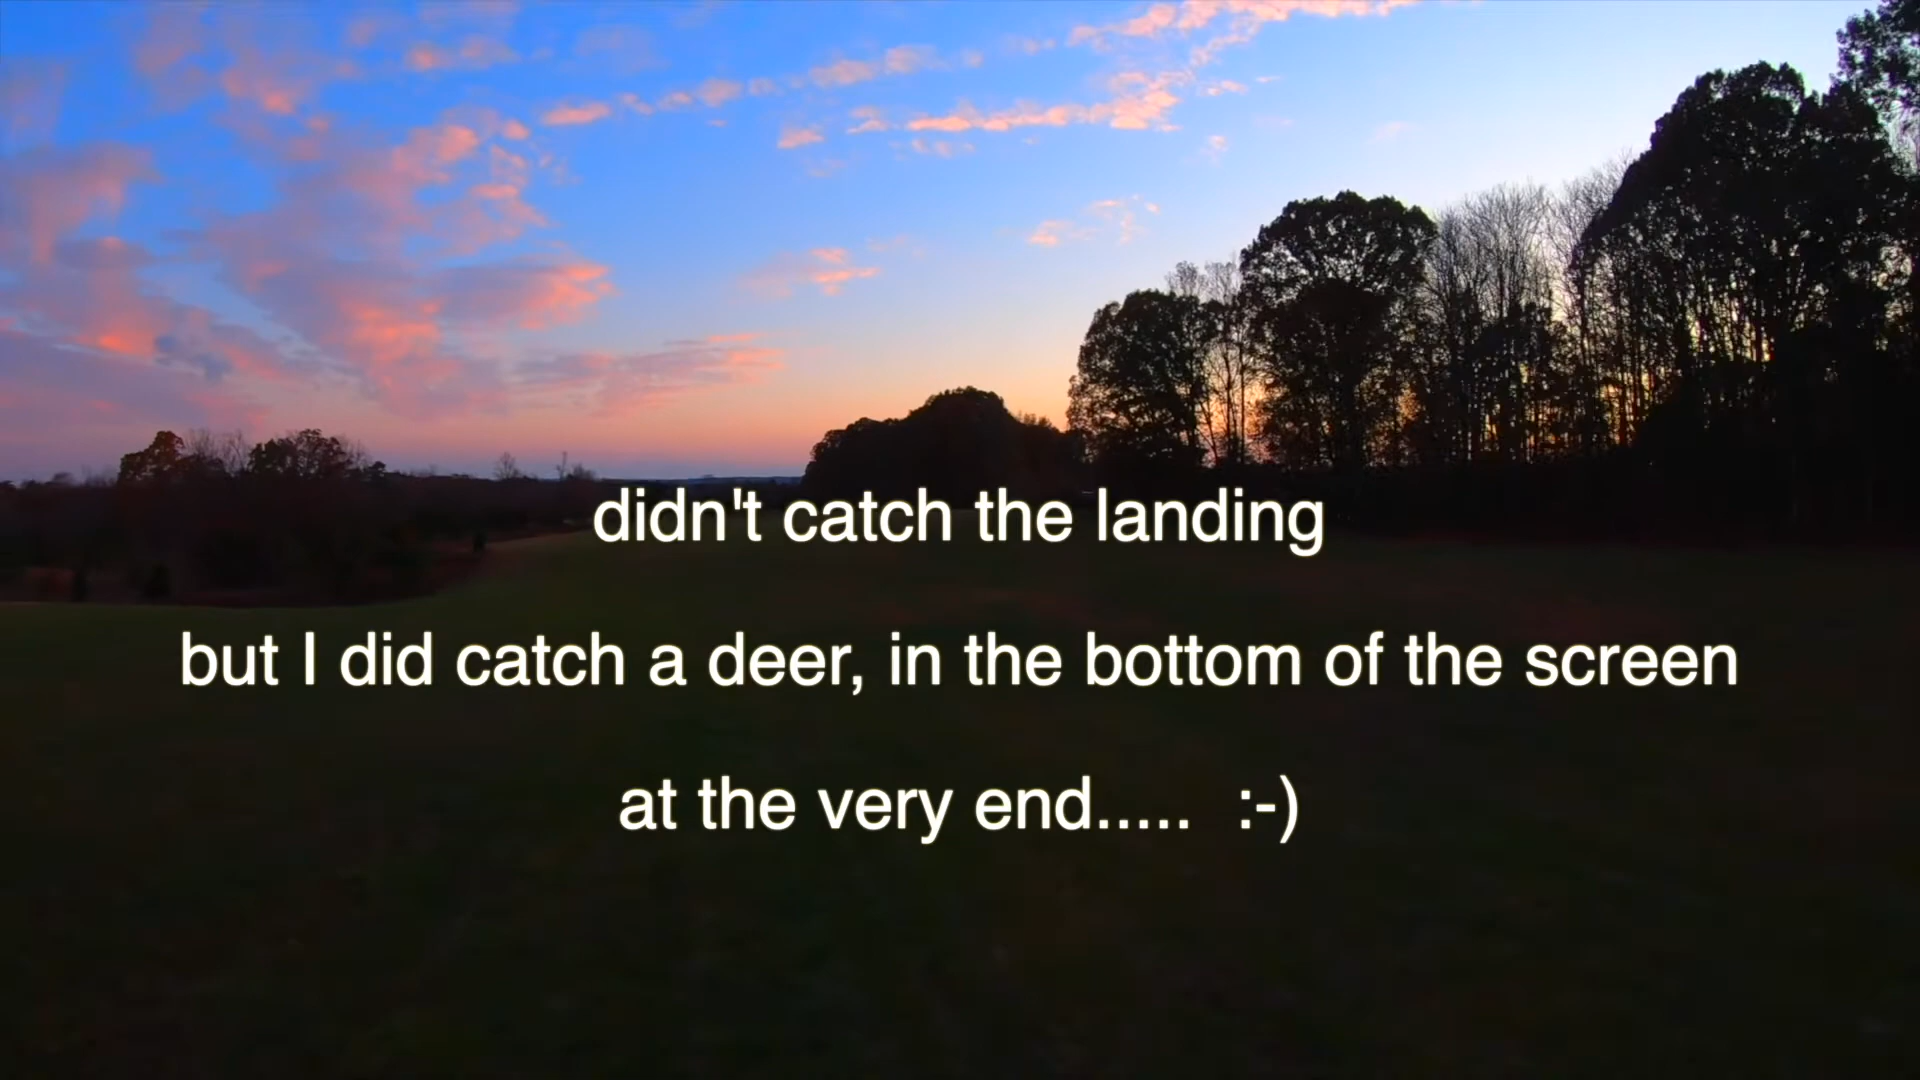 didn't catch the landing
but I did catch a deer, in the bottom of the screen
at the very end.....  :-)